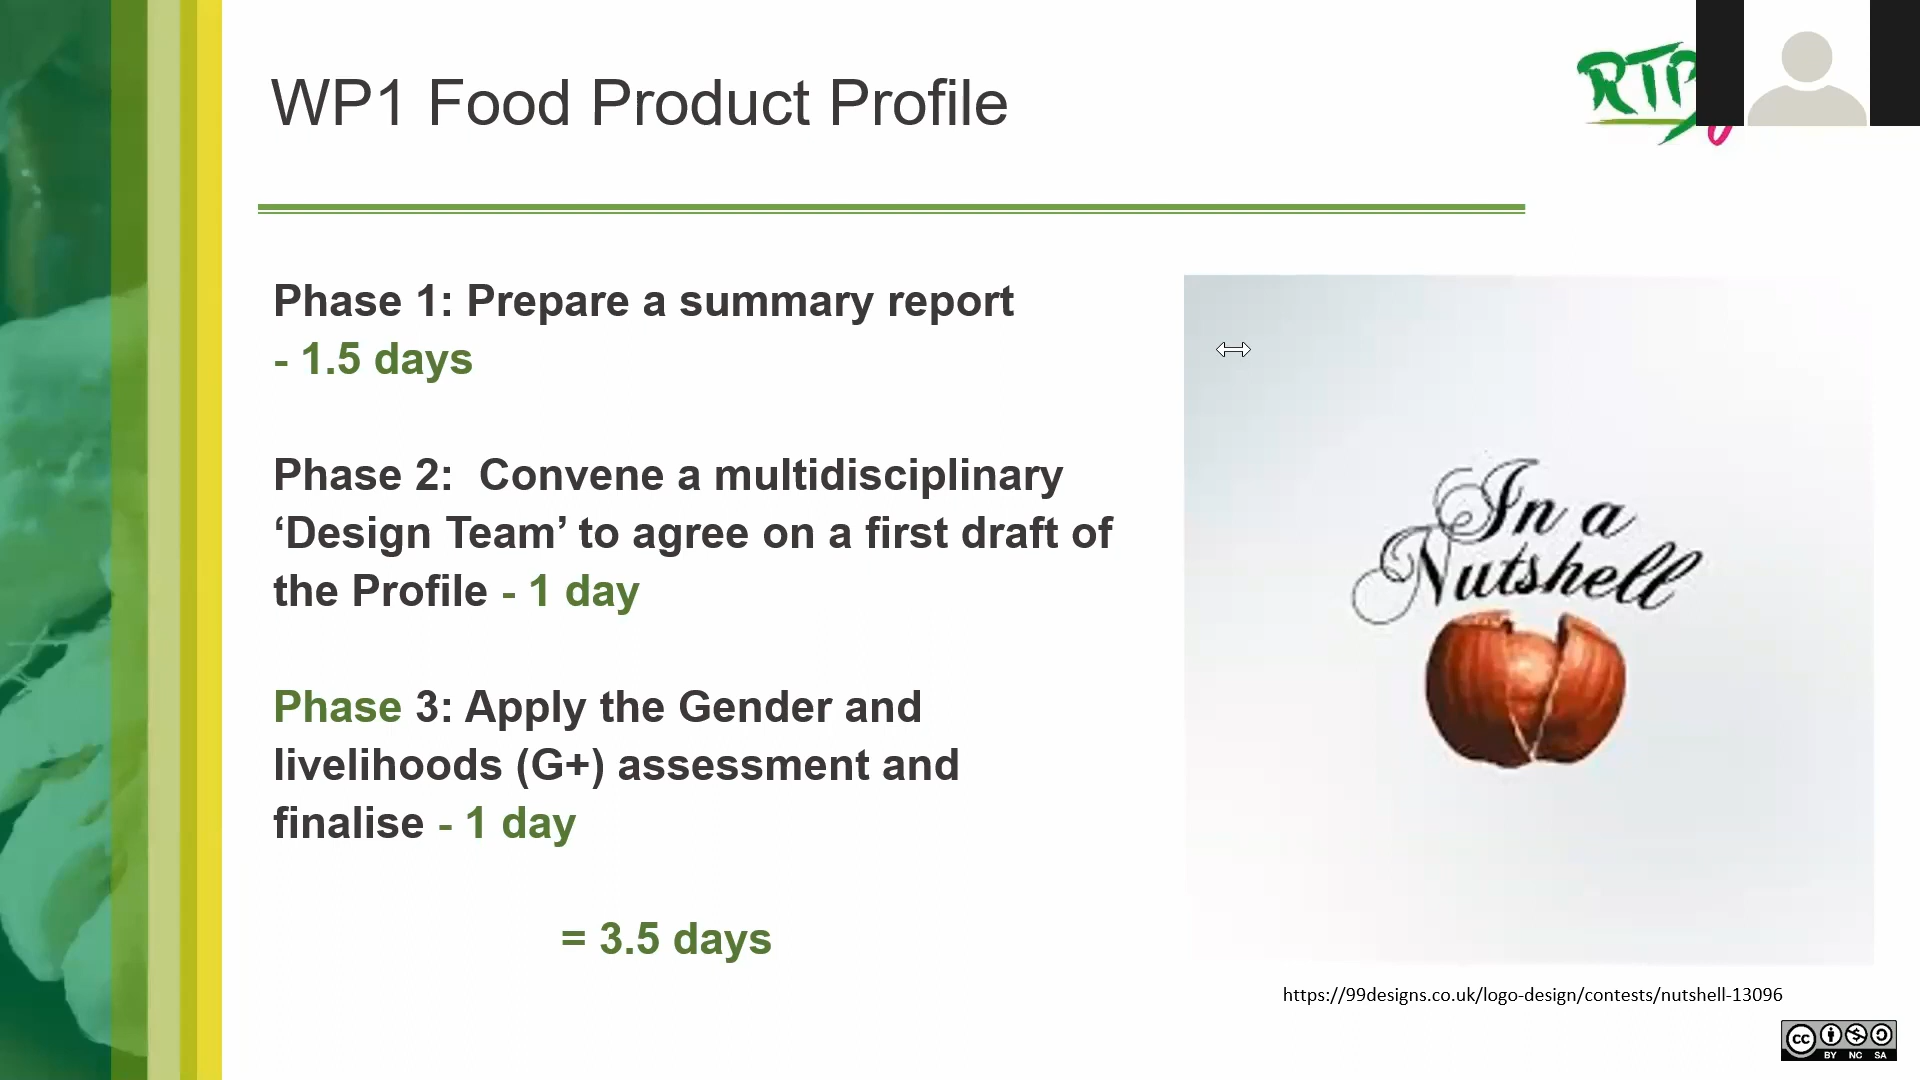 WP1 Food Product Profile
Phase 1: Prepare a summary report
- 1.5 days
Phase 2:  Convene a multidisciplinary
‘Design Team’ to agree on a first draft of
the Profile - 1 day
Phase 3: Apply the Gender and
livelihoods (G+) assessment and
finalise - 1 day
= 3.5 days
In a
Nutshell
https://99designs.co.uk/logo-design/contests/nutshell-13096
cc
BY NC SA